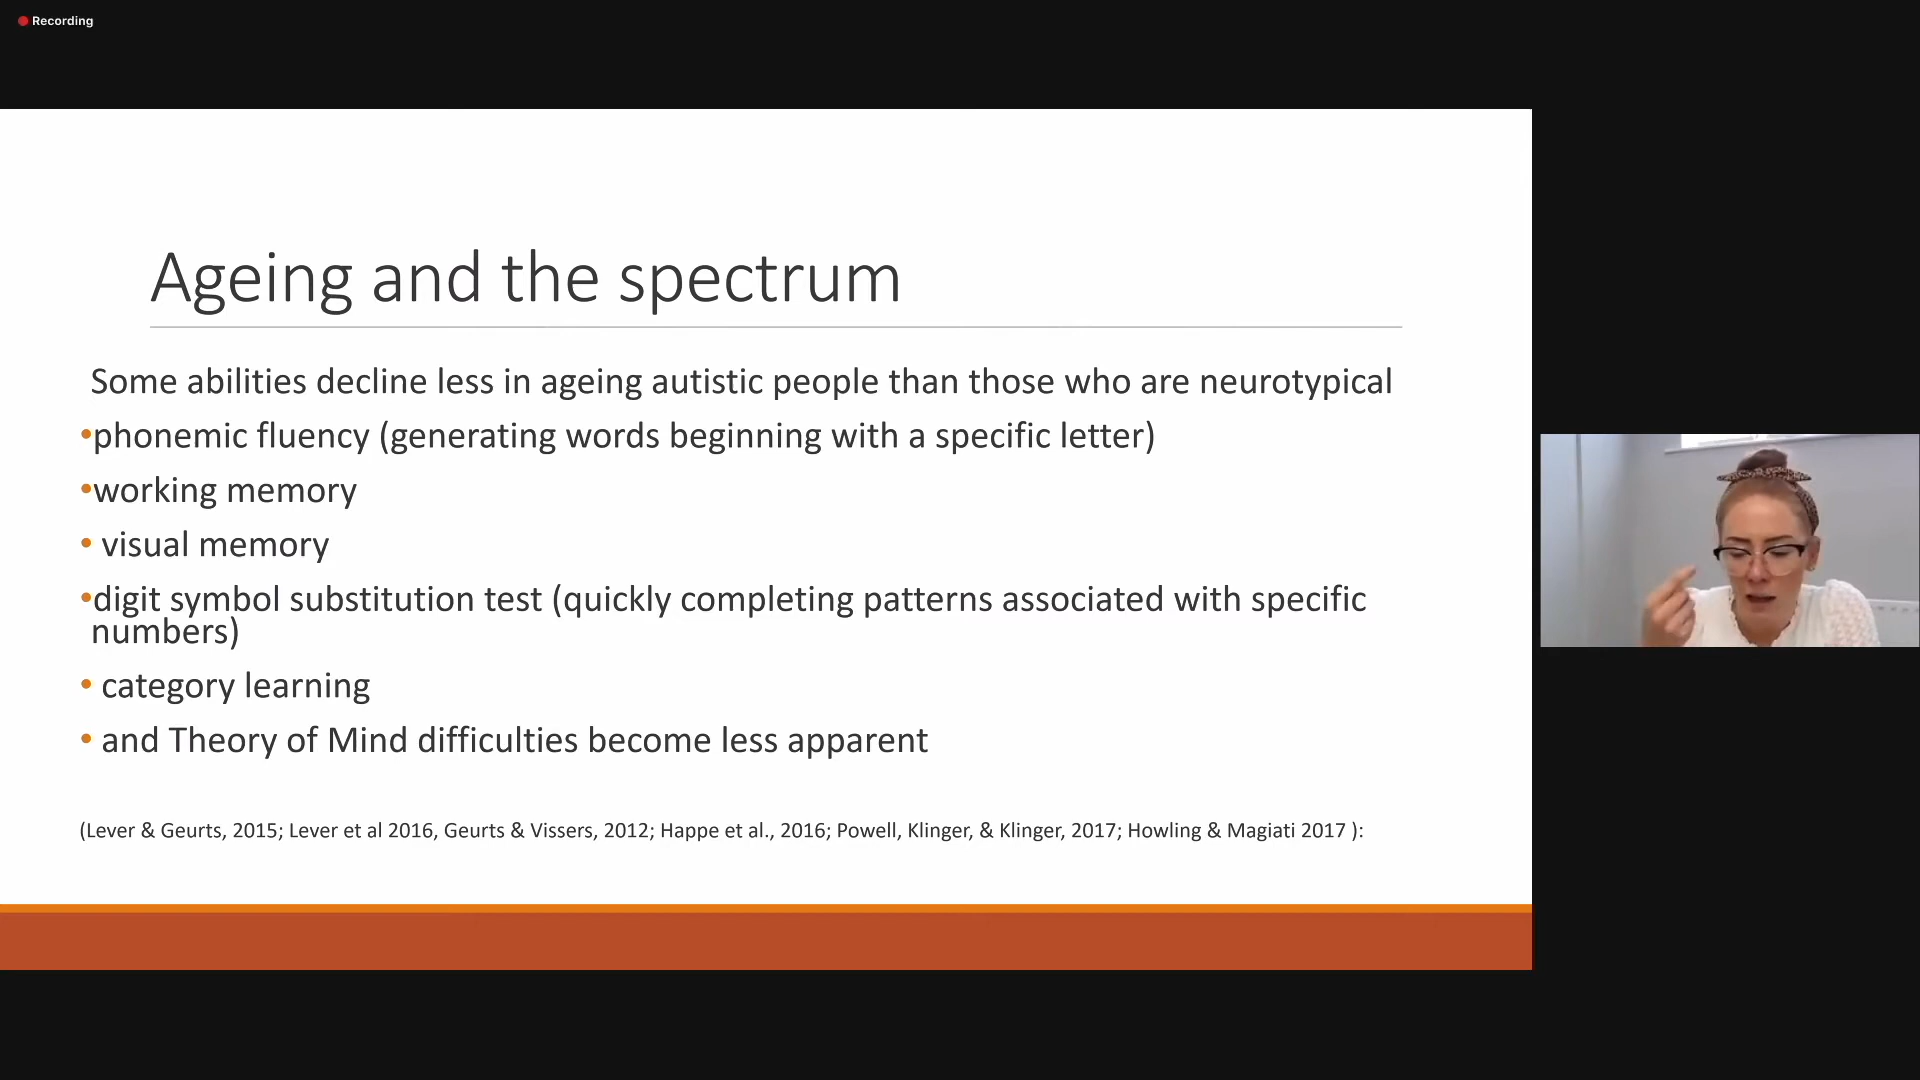 Recording
Ageing and the spectrum
Some abilities decline less in ageing autistic people than those who are neurotypical
•phonemic fluency (generating words beginning with a specific letter)
•working memory
• visual memory
•digit symbol substitution test (quickly completing patterns associated with specific
numbers)
• category learning
• and Theory of Mind difficulties become less apparent
(Lever & Geurts, 2015; Lever et al 2016, Geurts & Vissers, 2012; Happe et al., 2016; Powell, Klinger, & Klinger, 2017; Howling & Magiati 2017 ):